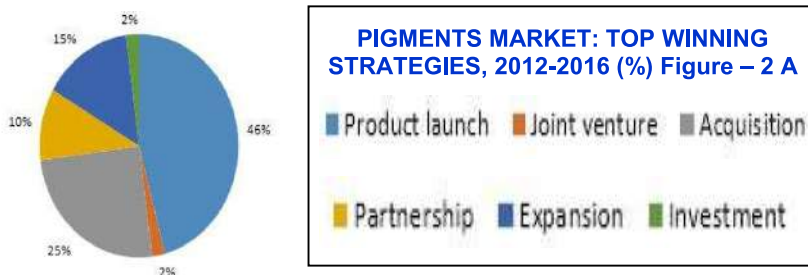 2%
15%
10%
46%
25%
2%
PIGMENTS MARKET: TOP WINNING
STRATEGIES, 2012-2016 (%) Figure – 2 A
Product launch Joint venture Acquisition
Partnership Expansion Investment